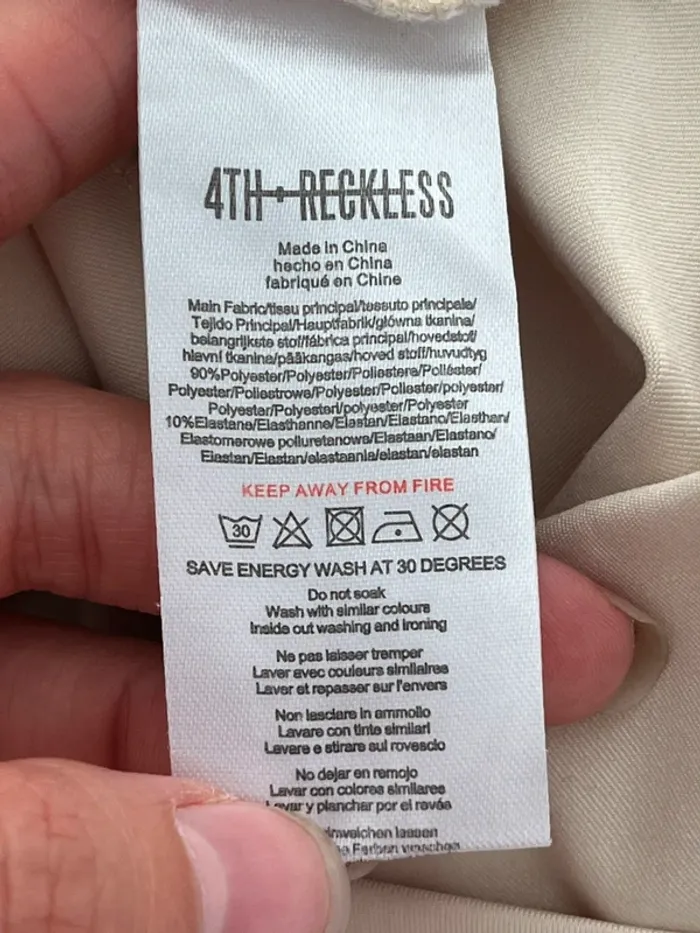 4TH+RECKLESS
Made in China
hecho en China
fabriqué en Chine
Main Fabric/tissu principal/tessuto principale/
Tejido Principal/Hauptfabrik/główna tkanina/
belangrijkste stof/fábrica principal/hovedstof/
hlavní tkanina/pääkangas/hoved stoff/huvudtyg
90%Polyester/Polyester/Poliestere/Poliéster/
Polyester/Poliestrowe/Polyester/Poliester/polyester/
Polyester/Polyesteri/polyester/Polyester
10%Elastane/Elasthanne/Elastan/Elastano/Elasthan/
Elastomerowe poliuretanowe/Elastaan/Elastano/
Elastan/Elastan/elastaania/elastan/elastan
KEEP AWAY FROM FIRE
30
SAVE ENERGY WASH AT 30 DEGREES
Do not soak
Wash with similar colours
Inside out washing and ironing
Ne pas laisser tremper
Laver avec couleurs similaires
Laver et repasser sur l'envers
Non lasciare in ammollo
Lavare con tinte similari
Lavare e stirare sul rovescio
No dejar en remojo
Lavar con colores similares
Lavar y planchar por el revés
einweichen lassen
Farben waschen